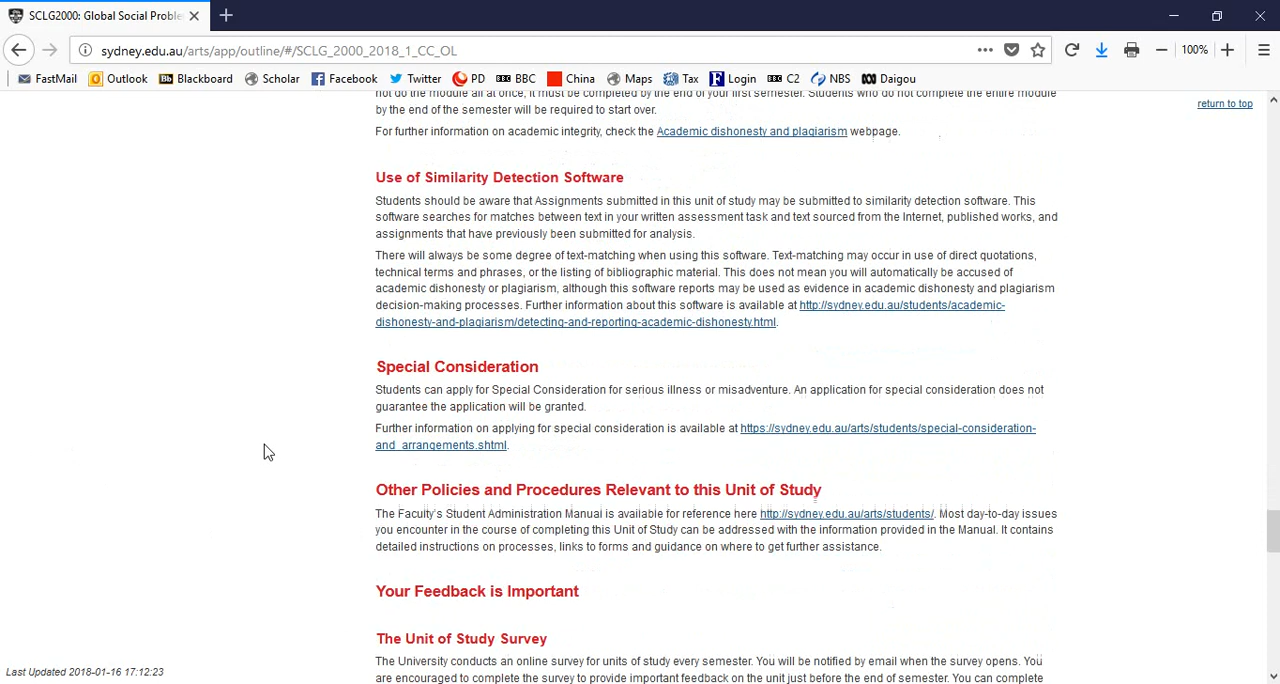 SCLG2000: Global Social Proble
sydney.edu.au/arts/app/outline/#/SCLG_2000_2018_1_CC_OL
100%
FastMail Outlook Bb Blackboard Scholar Facebook Twitter PD BBC China Maps Tax Login C2 NBS Daigou
not do the module all at once, it must be completed by the end of your first semester. Students who do not complete the entire module
return to top
by the end of the semester will be required to start over.
For further information on academic integrity, check the Academic dishonesty and plagiarism webpage.
Use of Similarity Detection Software
Students should be aware that Assignments submitted in this unit of study may be submitted to similarity detection software. This
software searches for matches between text in your written assessment task and text sourced from the Internet, published works, and
assignments that have previously been submitted for analysis.
There will always be some degree of text-matching when using this software. Text-matching may occur in use of direct quotations,
technical terms and phrases, or the listing of bibliographic material. This does not mean you will automatically be accused of
academic dishonesty or plagiarism, although this software reports may be used as evidence in academic dishonesty and plagiarism
decision-making processes. Further information about this software is available at http://sydney.edu.au/students/academic-
dishonesty-and-plagiarism/detecting-and-reporting-academic-dishonesty.html.
Special Consideration
Students can apply for Special Consideration for serious illness or misadventure. An application for special consideration does not
guarantee the application will be granted.
Further information on applying for special consideration is available at https://sydney.edu.au/arts/students/special-consideration-
and_arrangements.shtml.
Other Policies and Procedures Relevant to this Unit of Study
The Faculty's Student Administration Manual is available for reference here http://sydney.edu.au/arts/students/. Most day-to-day issues
you encounter in the course of completing this Unit of Study can be addressed with the information provided in the Manual. It contains
detailed instructions on processes, links to forms and guidance on where to get further assistance.
Your Feedback is Important
The Unit of Study Survey
The University conducts an online survey for units of study every semester. You will be notified by email when the survey opens. You
Last Updated 2018-01-16 17:12:23
are encouraged to complete the survey to provide important feedback on the unit just before the end of semester. You can complete